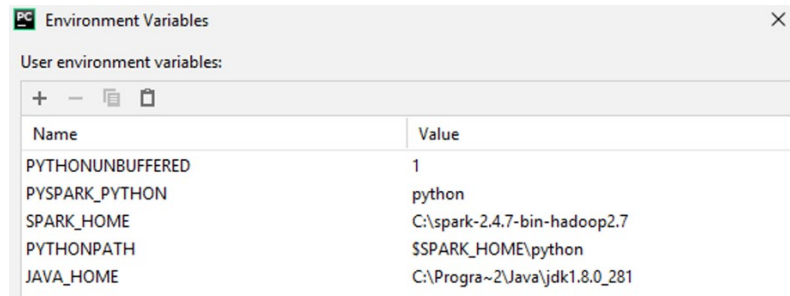 PC Environment Variables
User environment variables:
Name Value
PYTHONUNBUFFERED 1
PYSPARK_PYTHON python
SPARK_HOME C:\spark-2.4.7-bin-hadoop2.7
PYTHONPATH $SPARK_HOME\python
JAVA_HOME C:\Progra~2\Java\jdk1.8.0_281